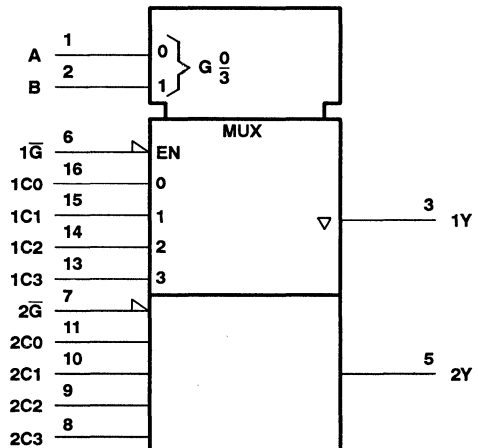 A 1 0
G 0/3
B 2 1
MUX
1G̅ 6 EN
1C0 16 0
1C1 15 1
3 1Y
1C2 14 2
1C3 13 3
2G̅ 7
2C0 11
2C1 10
5 2Y
2C2 9
2C3 8